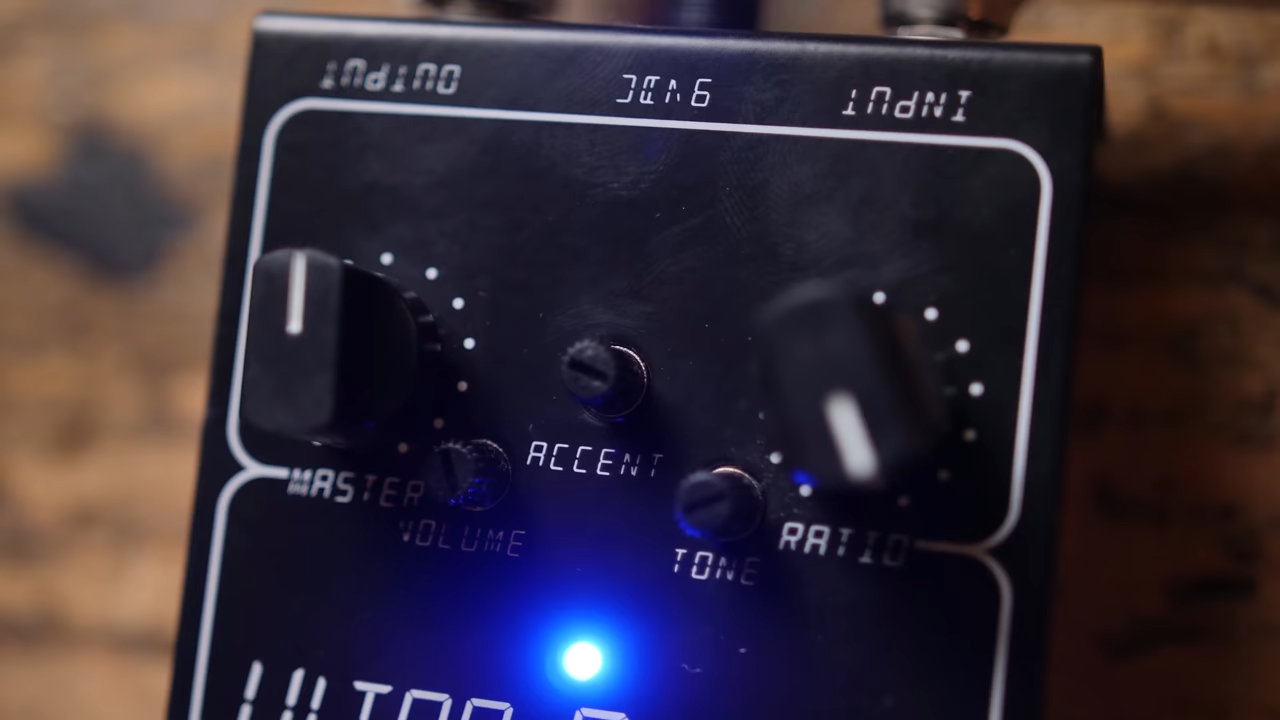 OUTPUT 9VDC INPUT
ACCENT
MASTER
VOLUME
RATIO
TONE